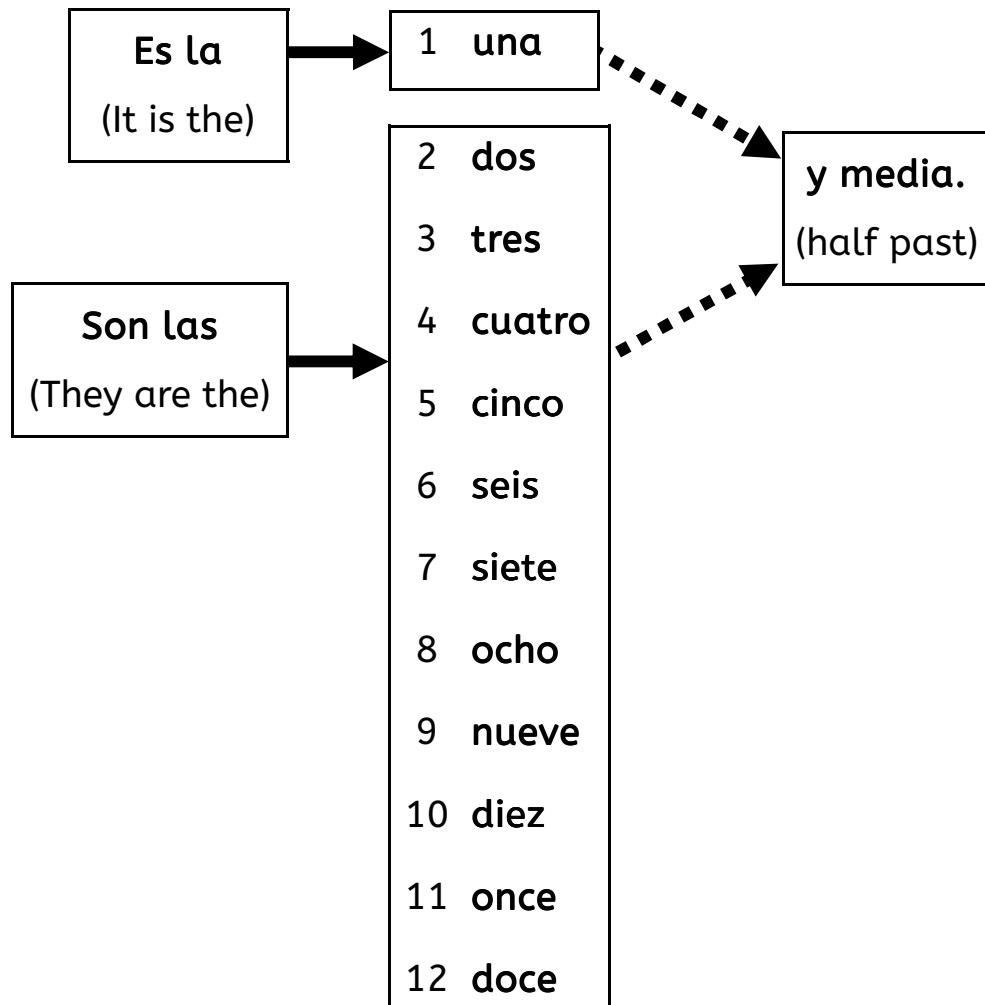 Es la
(It is the)
1 una
Son las
(They are the)
2 dos
3 tres
4 cuatro
5 cinco
6 seis
7 siete
8 ocho
9 nueve
10 diez
11 once
12 doce
y media.
(half past)